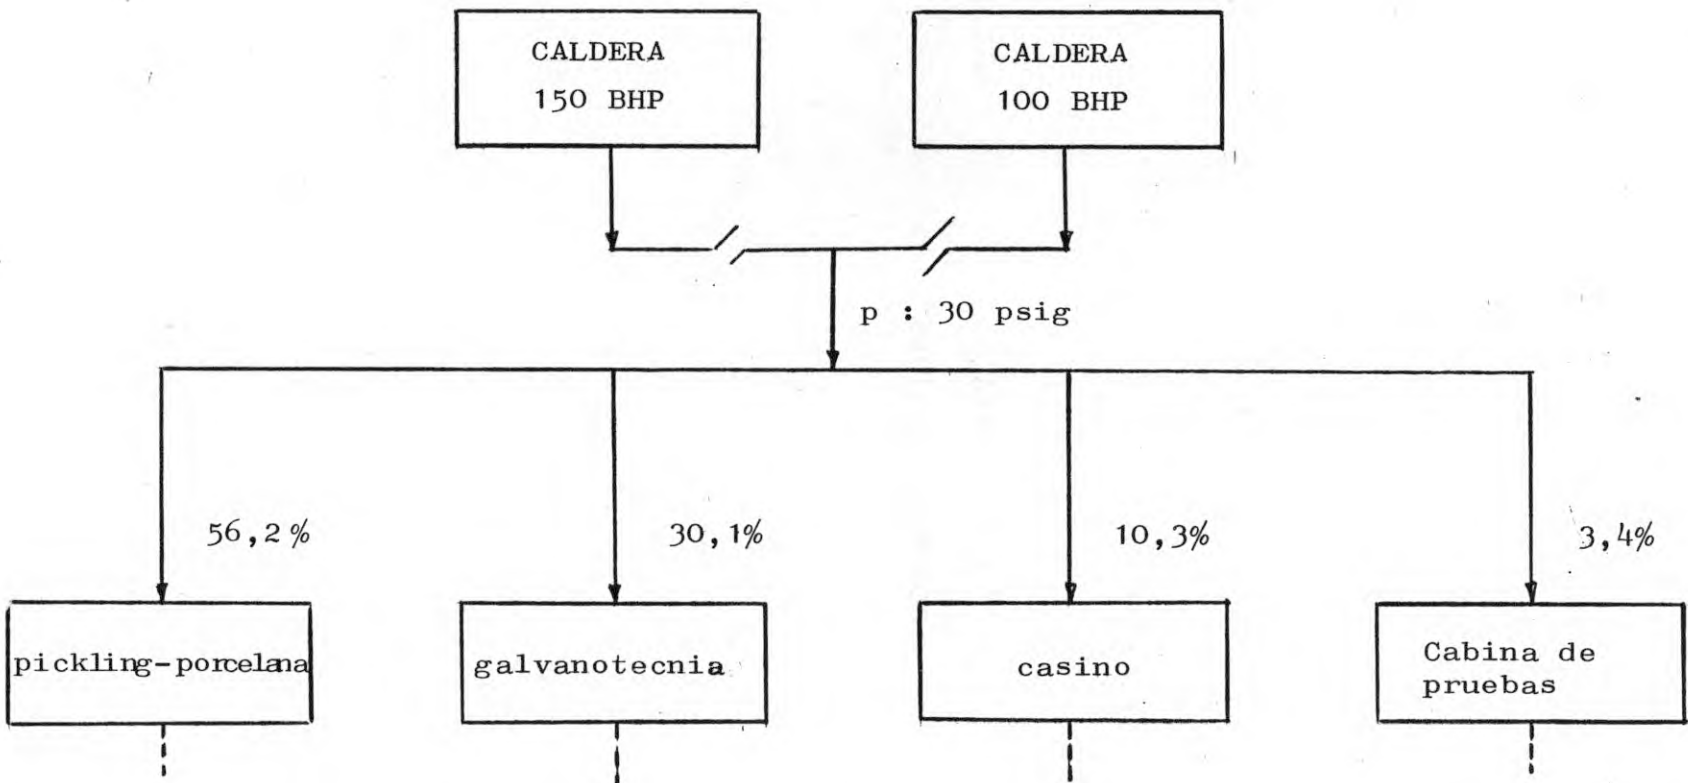 CALDERA
150 BHP
CALDERA
100 BHP
p : 30 psig
56,2%
30,1%
10,3%
3,4%
pickling-porcelana
galvanotecnia
casino
Cabina de
pruebas